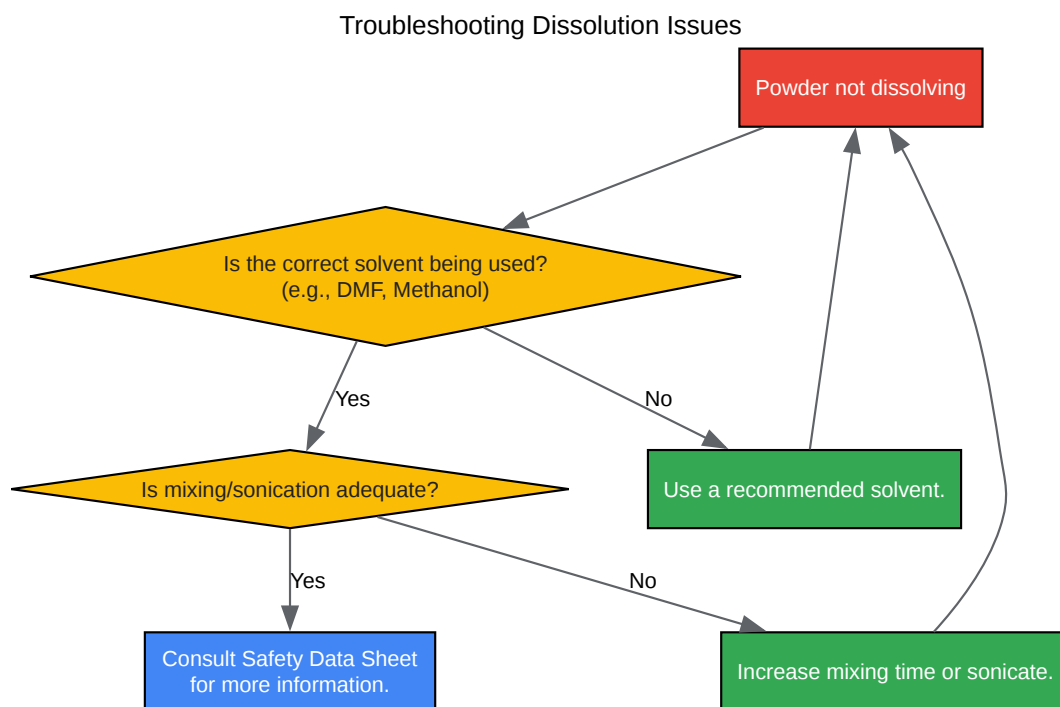 Troubleshooting Dissolution Issues
Powder not dissolving
Is the correct solvent being used?
(e.g., DMF, Methanol)
Yes
No
Is mixing/sonication adequate?
Use a recommended solvent.
Yes
No
Consult Safety Data Sheet
for more information.
Increase mixing time or sonicate.